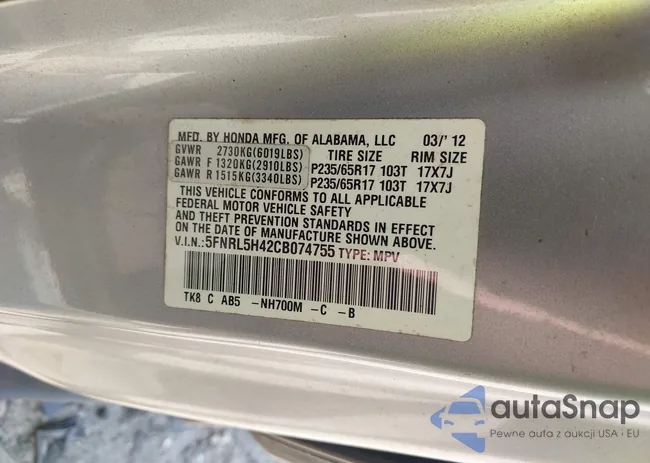 MFD. BY HONDA MFG. OF ALABAMA, LLC 03/' 12
GVWR 2730KG(6019LBS) TIRE SIZE RIM SIZE
GAWR F 1320KG(2910LBS) P235/65R17 103T 17X7J
GAWR R 1515KG(3340LBS) P235/65R17 103T 17X7J
THIS VEHICLE CONFORMS TO ALL APPLICABLE
FEDERAL MOTOR VEHICLE SAFETY
AND THEFT PREVENTION STANDARDS IN EFFECT
ON THE DATE OF MANUFACTURE SHOWN ABOVE.
V.I.N.: 5FNRL5H42CB074755 TYPE: MPV
TK8 C AB5 -NH700M -C -B
autaSnap
Pewne auta z aukcji USA i EU